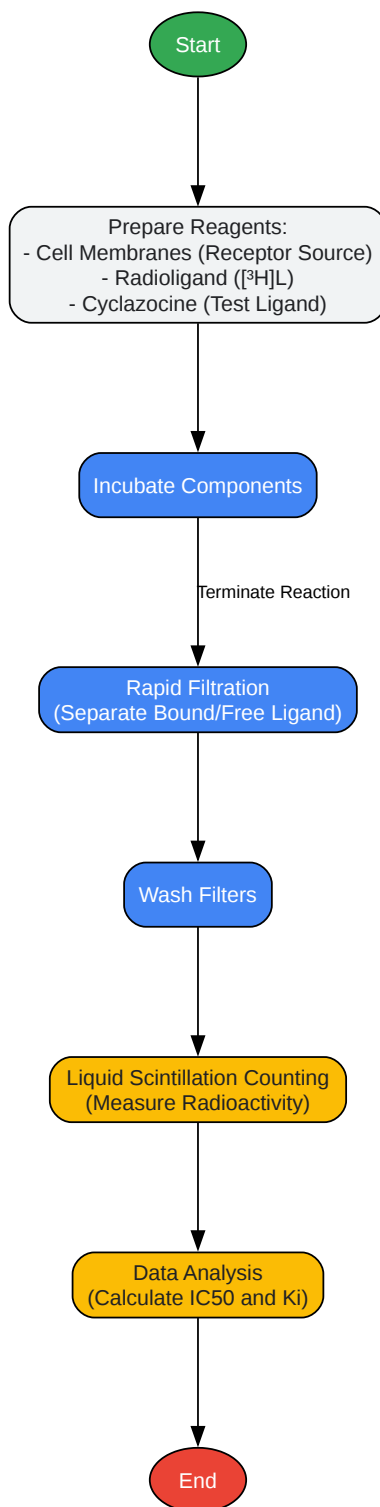 Start
Prepare Reagents:
- Cell Membranes (Receptor Source)
- Radioligand ([³H]L)
- Cyclazocine (Test Ligand)
Incubate Components
Terminate Reaction
Rapid Filtration
(Separate Bound/Free Ligand)
Wash Filters
Liquid Scintillation Counting
(Measure Radioactivity)
Data Analysis
(Calculate IC50 and Ki)
End